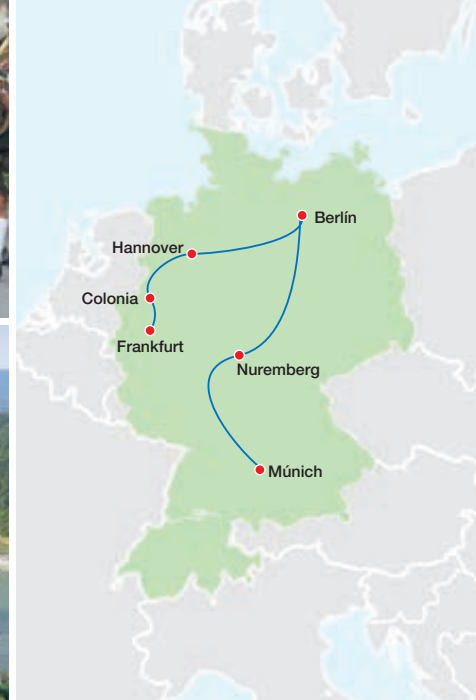 Berlín
Hannover
Colonia
Frankfurt
Nuremberg
Múnich